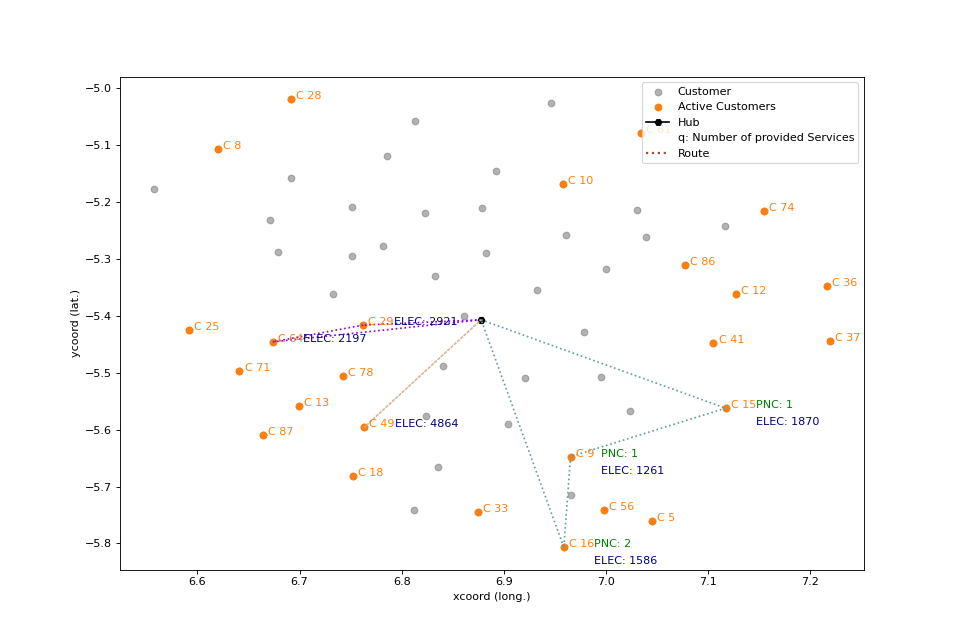 Customer
Active Customers
Hub
q: Number of provided Services
Route
C 28
C 8
C 10
C 74
C 86
C 36
C 12
C 25
C 29 ELEC: 2921
C 64 ELEC: 2197
C 41
C 37
C 71
C 78
C 13
C 15 PNC: 1
ELEC: 1870
C 49 ELEC: 4864
C 87
C 9 PNC: 1
ELEC: 1261
C 18
C 33
C 56
C 5
C 16 PNC: 2
ELEC: 1586
−5.0
−5.1
−5.2
−5.3
−5.4
−5.5
−5.6
−5.7
−5.8
ycoord (lat.)
6.6 6.7 6.8 6.9 7.0 7.1 7.2
xcoord (long.)